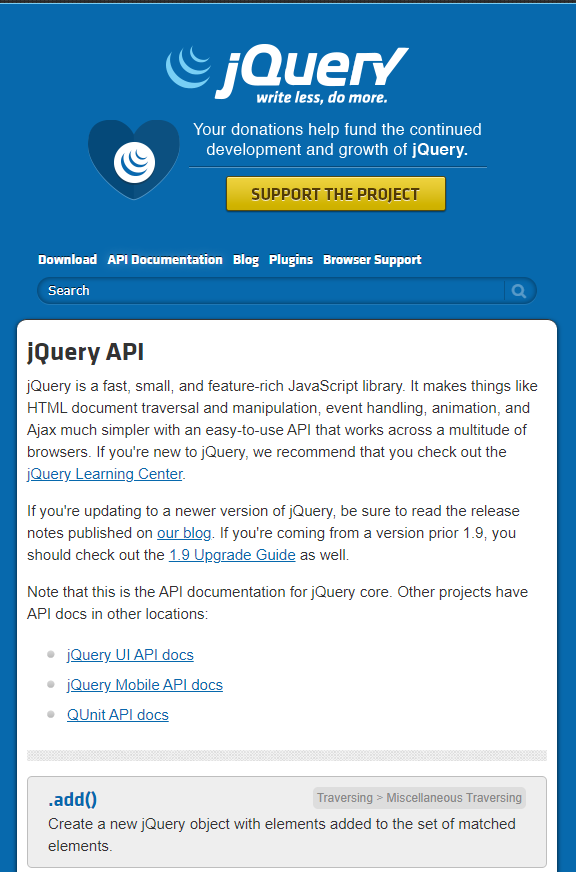 jQuery
write less, do more.
Your donations help fund the continued
development and growth of jQuery.
SUPPORT THE PROJECT
Download API Documentation Blog Plugins Browser Support
Search
jQuery API
jQuery is a fast, small, and feature-rich JavaScript library. It makes things like
HTML document traversal and manipulation, event handling, animation, and
Ajax much simpler with an easy-to-use API that works across a multitude of
browsers. If you're new to jQuery, we recommend that you check out the
jQuery Learning Center.
If you're updating to a newer version of jQuery, be sure to read the release
notes published on our blog. If you're coming from a version prior 1.9, you
should check out the 1.9 Upgrade Guide as well.
Note that this is the API documentation for jQuery core. Other projects have
API docs in other locations:
jQuery UI API docs
jQuery Mobile API docs
QUnit API docs
.add()
Traversing > Miscellaneous Traversing
Create a new jQuery object with elements added to the set of matched
elements.